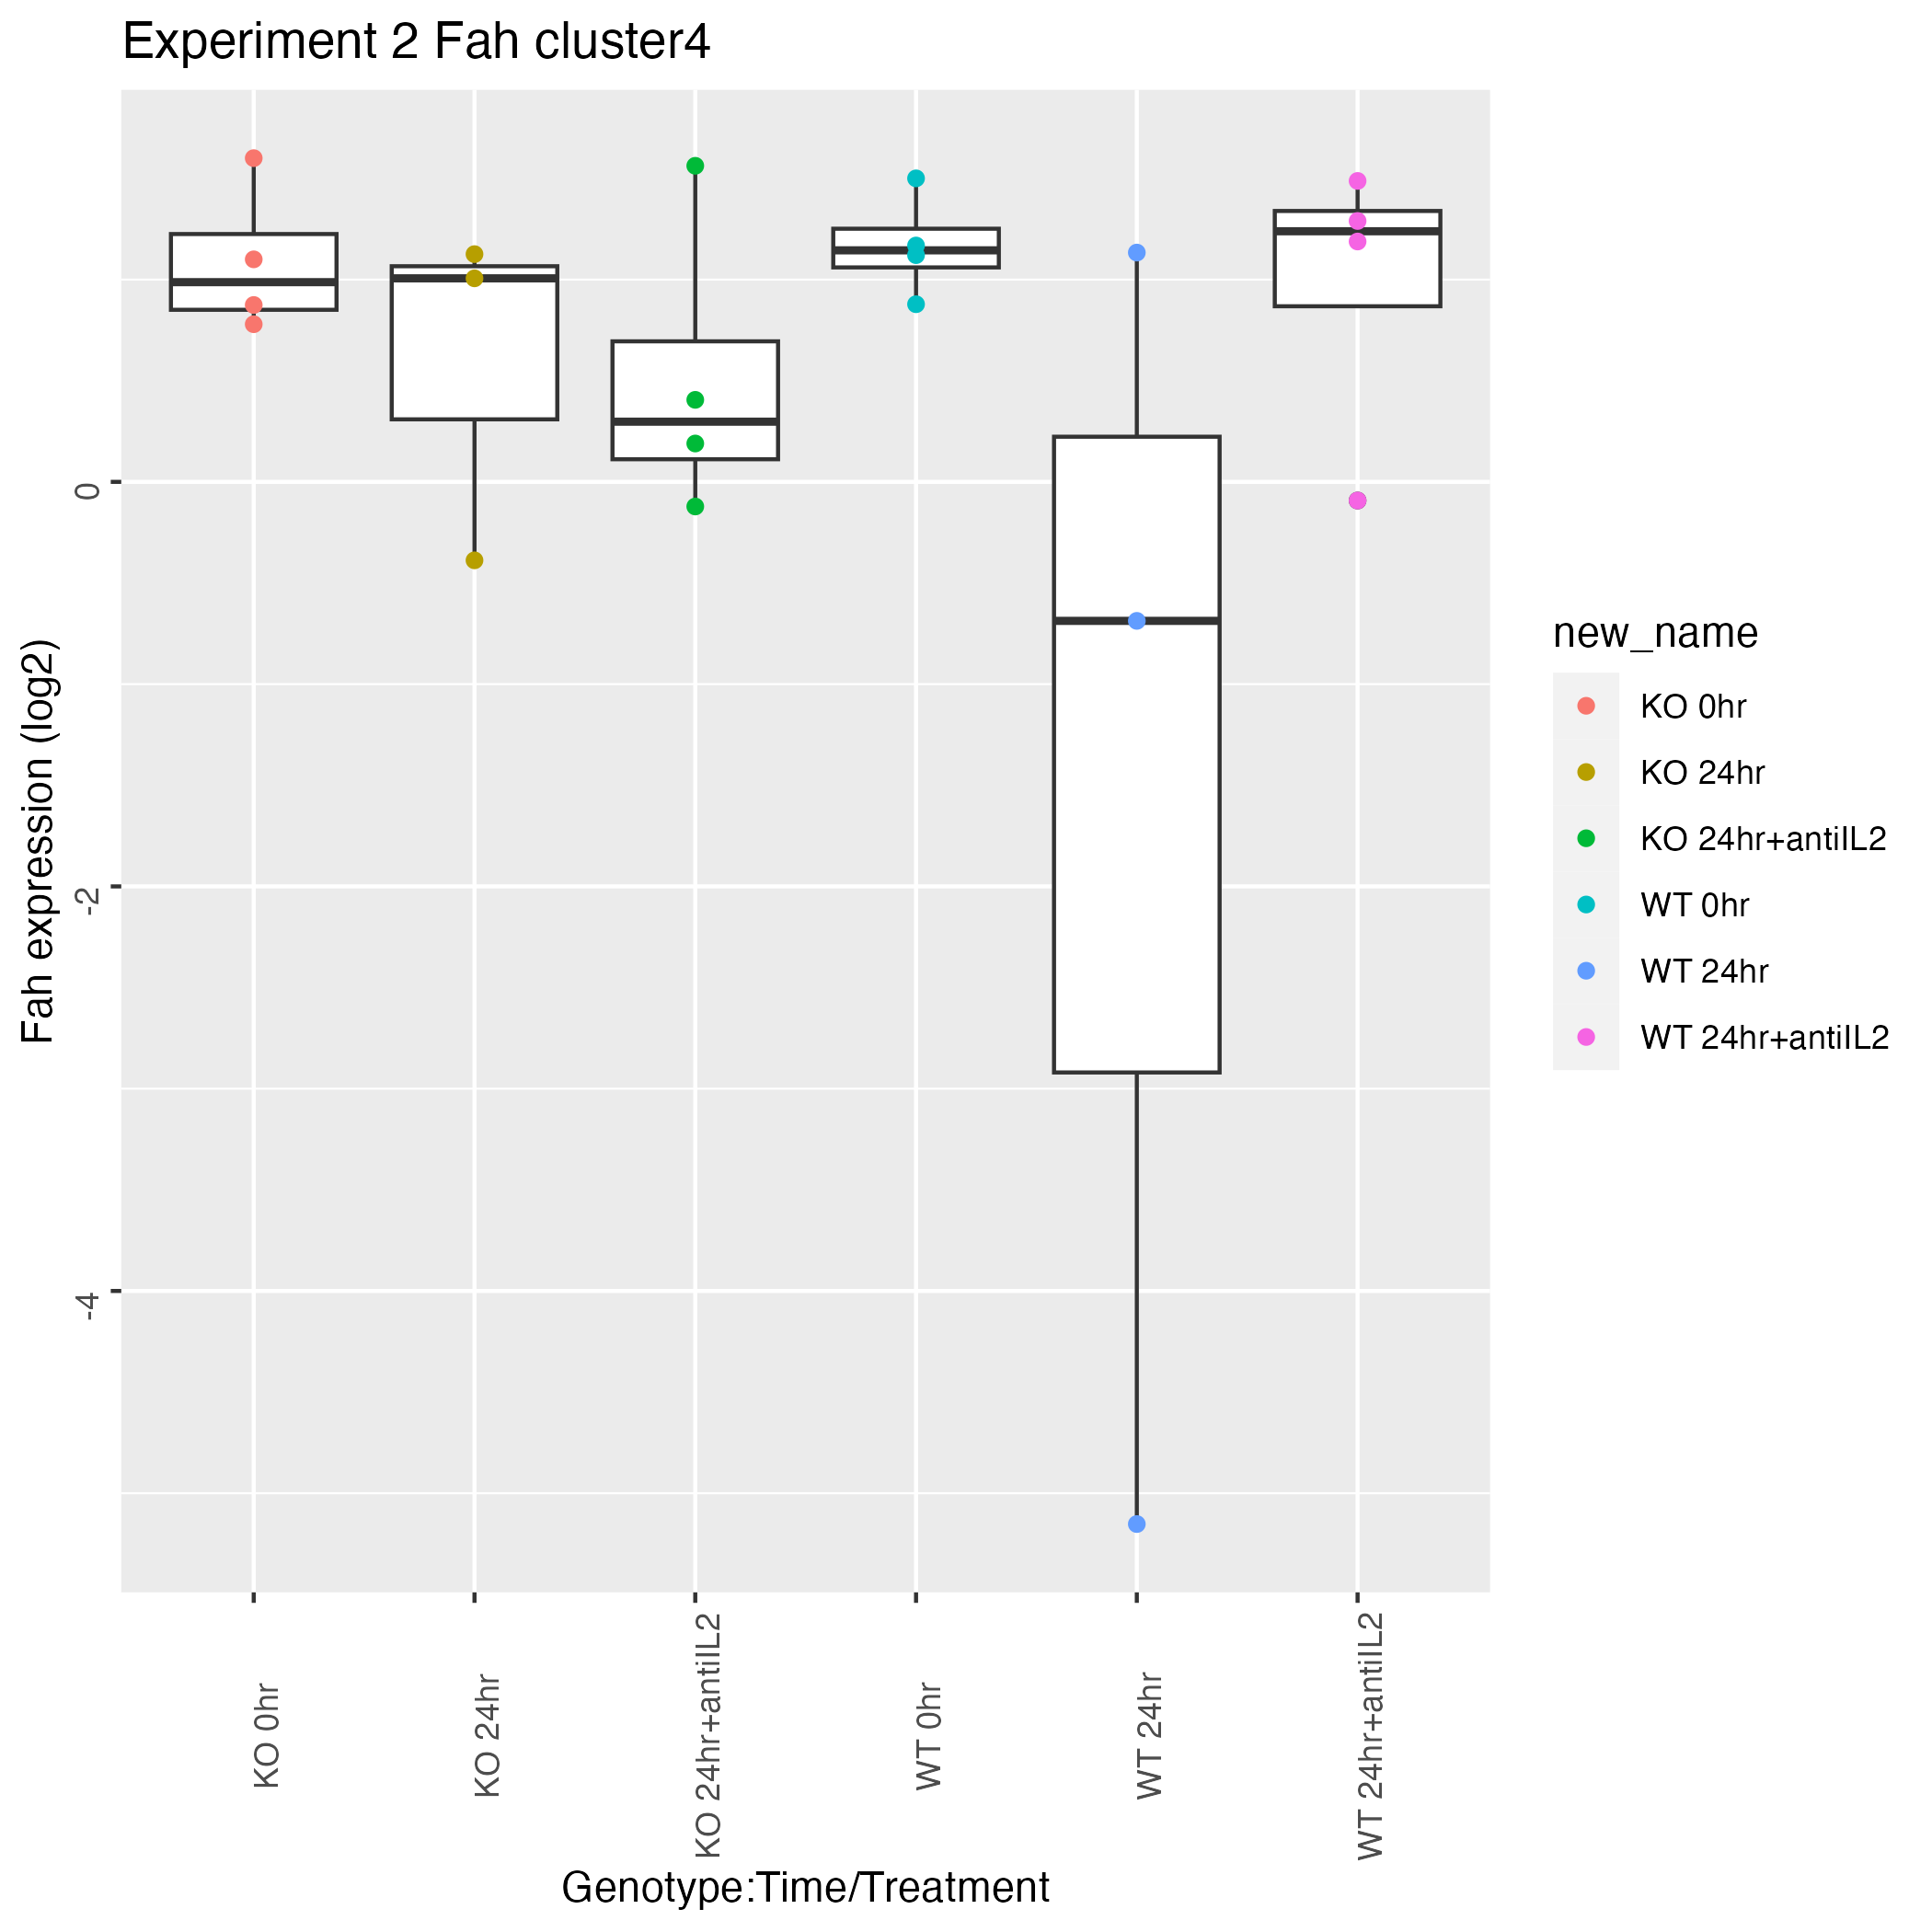 Experiment 2 Fah cluster4
Fah expression (log2)
0
-2
-4
KO 0hr
KO 24hr
KO 24hr+antiIL2
WT 0hr
WT 24hr
WT 24hr+antiIL2
Genotype:Time/Treatment
new_name
KO 0hr
KO 24hr
KO 24hr+antiIL2
WT 0hr
WT 24hr
WT 24hr+antiIL2